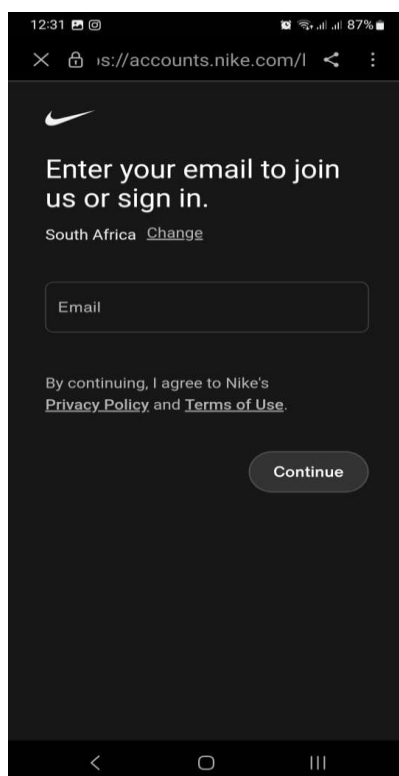 12:31 87%
s://accounts.nike.com/l
Enter your email to join
us or sign in.
South Africa Change
Email
By continuing, I agree to Nike's
Privacy Policy and Terms of Use.
Continue